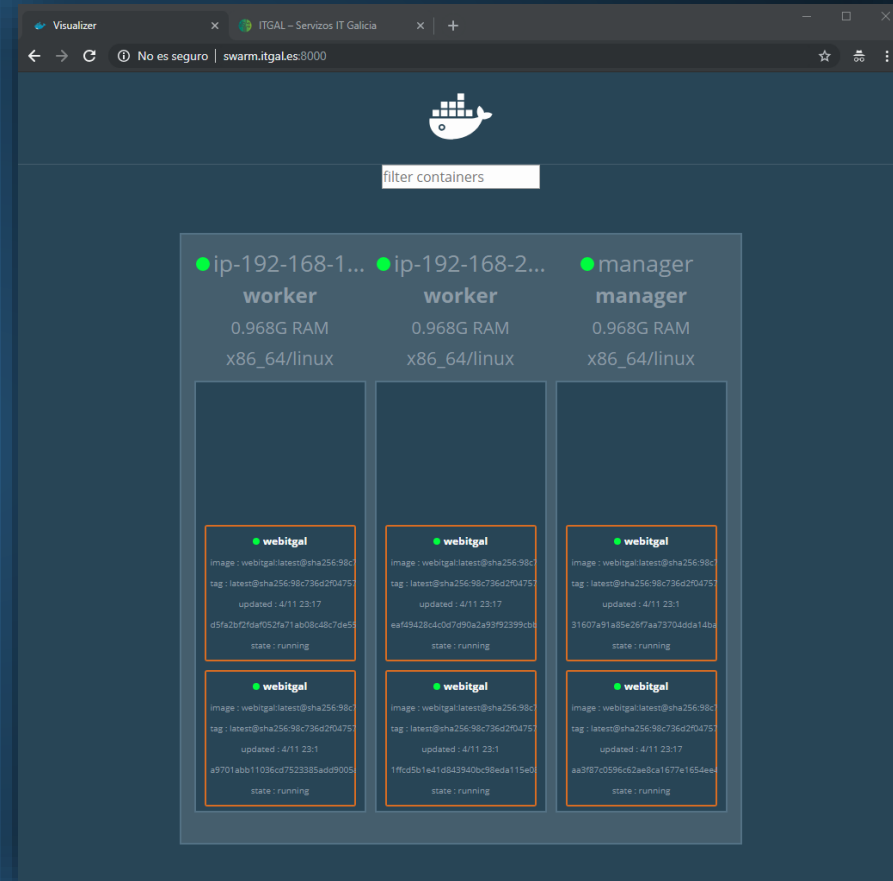 Visualizer
ITGAL – Servizos IT Galicia
No es seguro | swarm.itgal.es:8000
filter containers
ip-192-168-1...
worker
0.968G RAM
x86_64/linux
ip-192-168-2...
worker
0.968G RAM
x86_64/linux
manager
manager
0.968G RAM
x86_64/linux
webitgal
image : webitgal:latest@sha256:98c7
tag : latest@sha256:98c736d2f04757
updated : 4/11 23:17
d5fa2bf2fdaf052fa71ab08c48c7de55
state : running
webitgal
image : webitgal:latest@sha256:98c7
tag : latest@sha256:98c736d2f04757
updated : 4/11 23:1
a9701abb11036cd7523385add9005
state : running
webitgal
image : webitgal:latest@sha256:98c7
tag : latest@sha256:98c736d2f04757
updated : 4/11 23:17
eaf49428c4c0d7d90a2a93f92399cbb
state : running
webitgal
image : webitgal:latest@sha256:98c7
tag : latest@sha256:98c736d2f04757
updated : 4/11 23:1
1ffcd5b1e41d843940bc98eda115e0
state : running
webitgal
image : webitgal:latest@sha256:98c7
tag : latest@sha256:98c736d2f04757
updated : 4/11 23:1
31607a91a85e26f7aa73704dda14ba
state : running
webitgal
image : webitgal:latest@sha256:98c7
tag : latest@sha256:98c736d2f04757
updated : 4/11 23:17
aa3f87c0596c62ae8ca1677e1654ee4
state : running